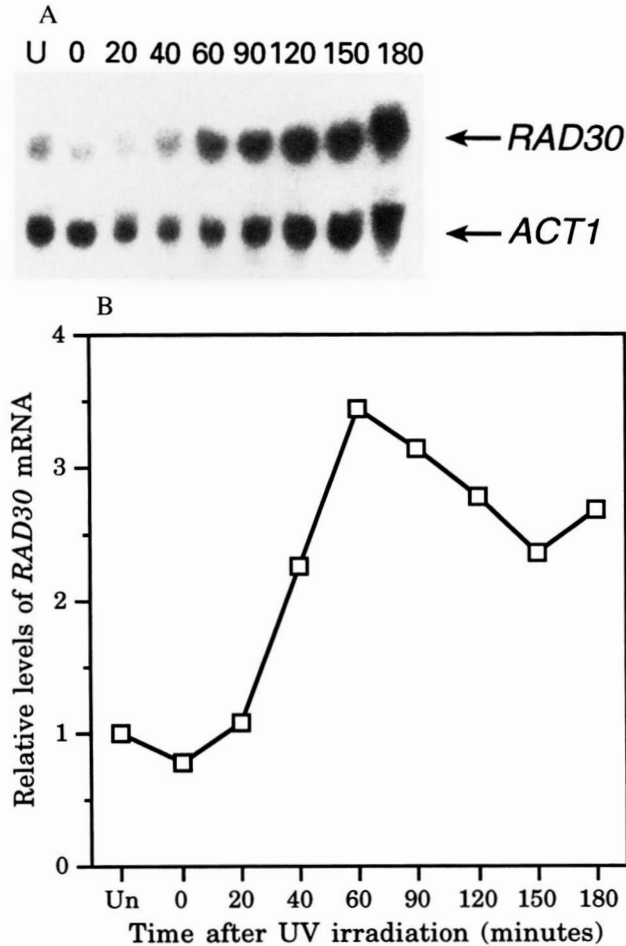 A
U 0 20 40 60 90 120 150 180
RAD30
ACT1
B
Relative levels of RAD30 mRNA
4
3
2
1
0
Un 0 20 40 60 90 120 150 180
Time after UV irradiation (minutes)